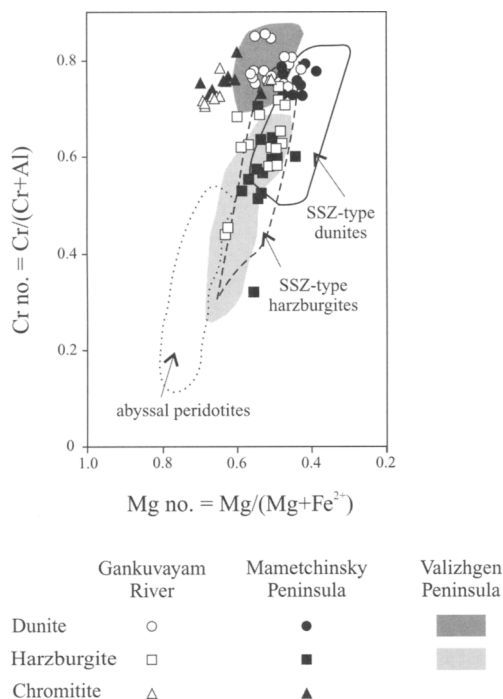 0.8
0.6
0.4
0.2
0
Cr no. = Cr/(Cr+Al)
SSZ-type
dunites
SSZ-type
harzburgites
abyssal peridotites
1.0 0.8 0.6 0.4 0.2
Mg no. = Mg/(Mg+Fe²⁺)
Gankuvayam River
Mametchinsky Peninsula
Valizhgen Peninsula
Dunite
Harzburgite
Chromitite